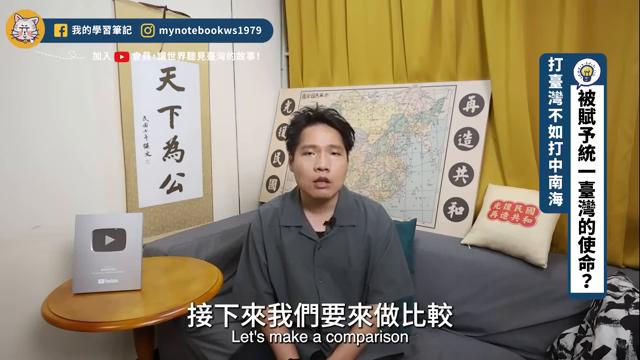 我的學習筆記 mynotebookws1979
加入 會員,讓世界聽見臺灣的故事!
天下為公
光復民國
再造共和
光復民國
再造共和
打臺灣不如打中南海
被賦予統一臺灣的使命?
接下來我們要來做比較
Let's make a comparison